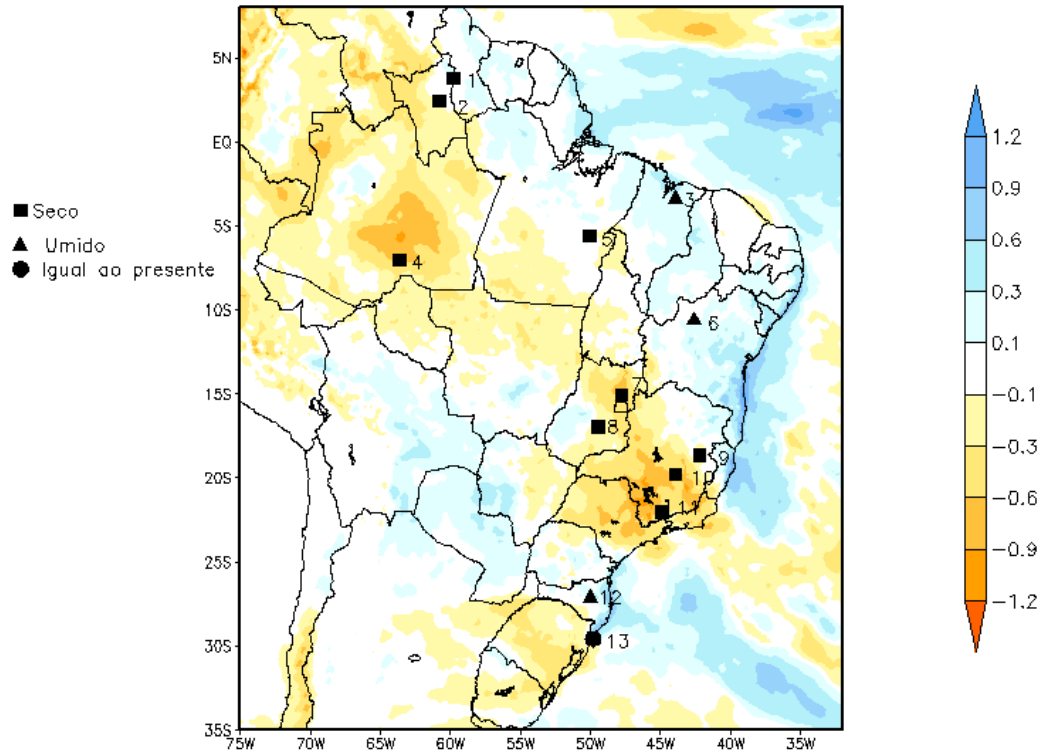 Seco
Umido
Igual ao presente
5N
EQ
5S
10S
15S
20S
25S
30S
35S
75W 70W 65W 60W 55W 50W 45W 40W 35W
1
2
3
4
5
6
7
8
9
10
11
12
13
1.2
0.9
0.6
0.3
0.1
−0.1
−0.3
−0.6
−0.9
−1.2